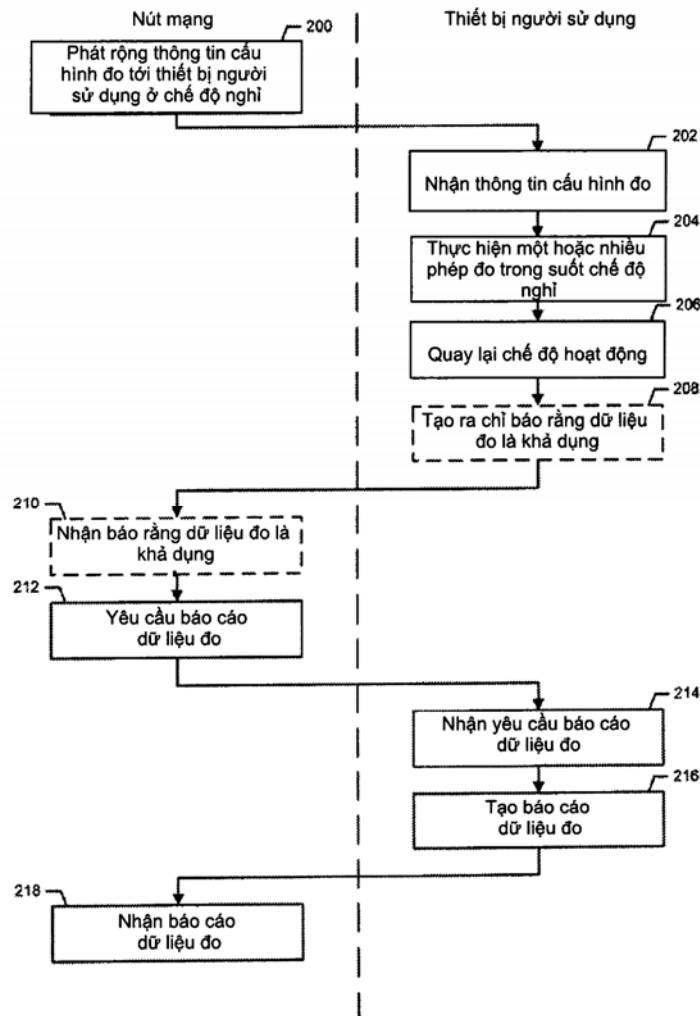 Nút mạng
Thiết bị người sử dụng
200
Phát rộng thông tin cấu
hình đo tới thiết bị người
sử dụng ở chế độ nghỉ
202
Nhận thông tin cấu hình đo
204
Thực hiện một hoặc nhiều
phép đo trong suốt chế độ
nghỉ
206
Quay lại chế độ hoạt động
208
Tạo ra chỉ báo rằng dữ liệu
đo là khả dụng
210
Nhận báo rằng dữ liệu đo là
khả dụng
212
Yêu cầu báo cáo
dữ liệu đo
214
Nhận yêu cầu báo cáo
dữ liệu đo
216
Tạo báo cáo
dữ liệu đo
218
Nhận báo cáo
dữ liệu đo